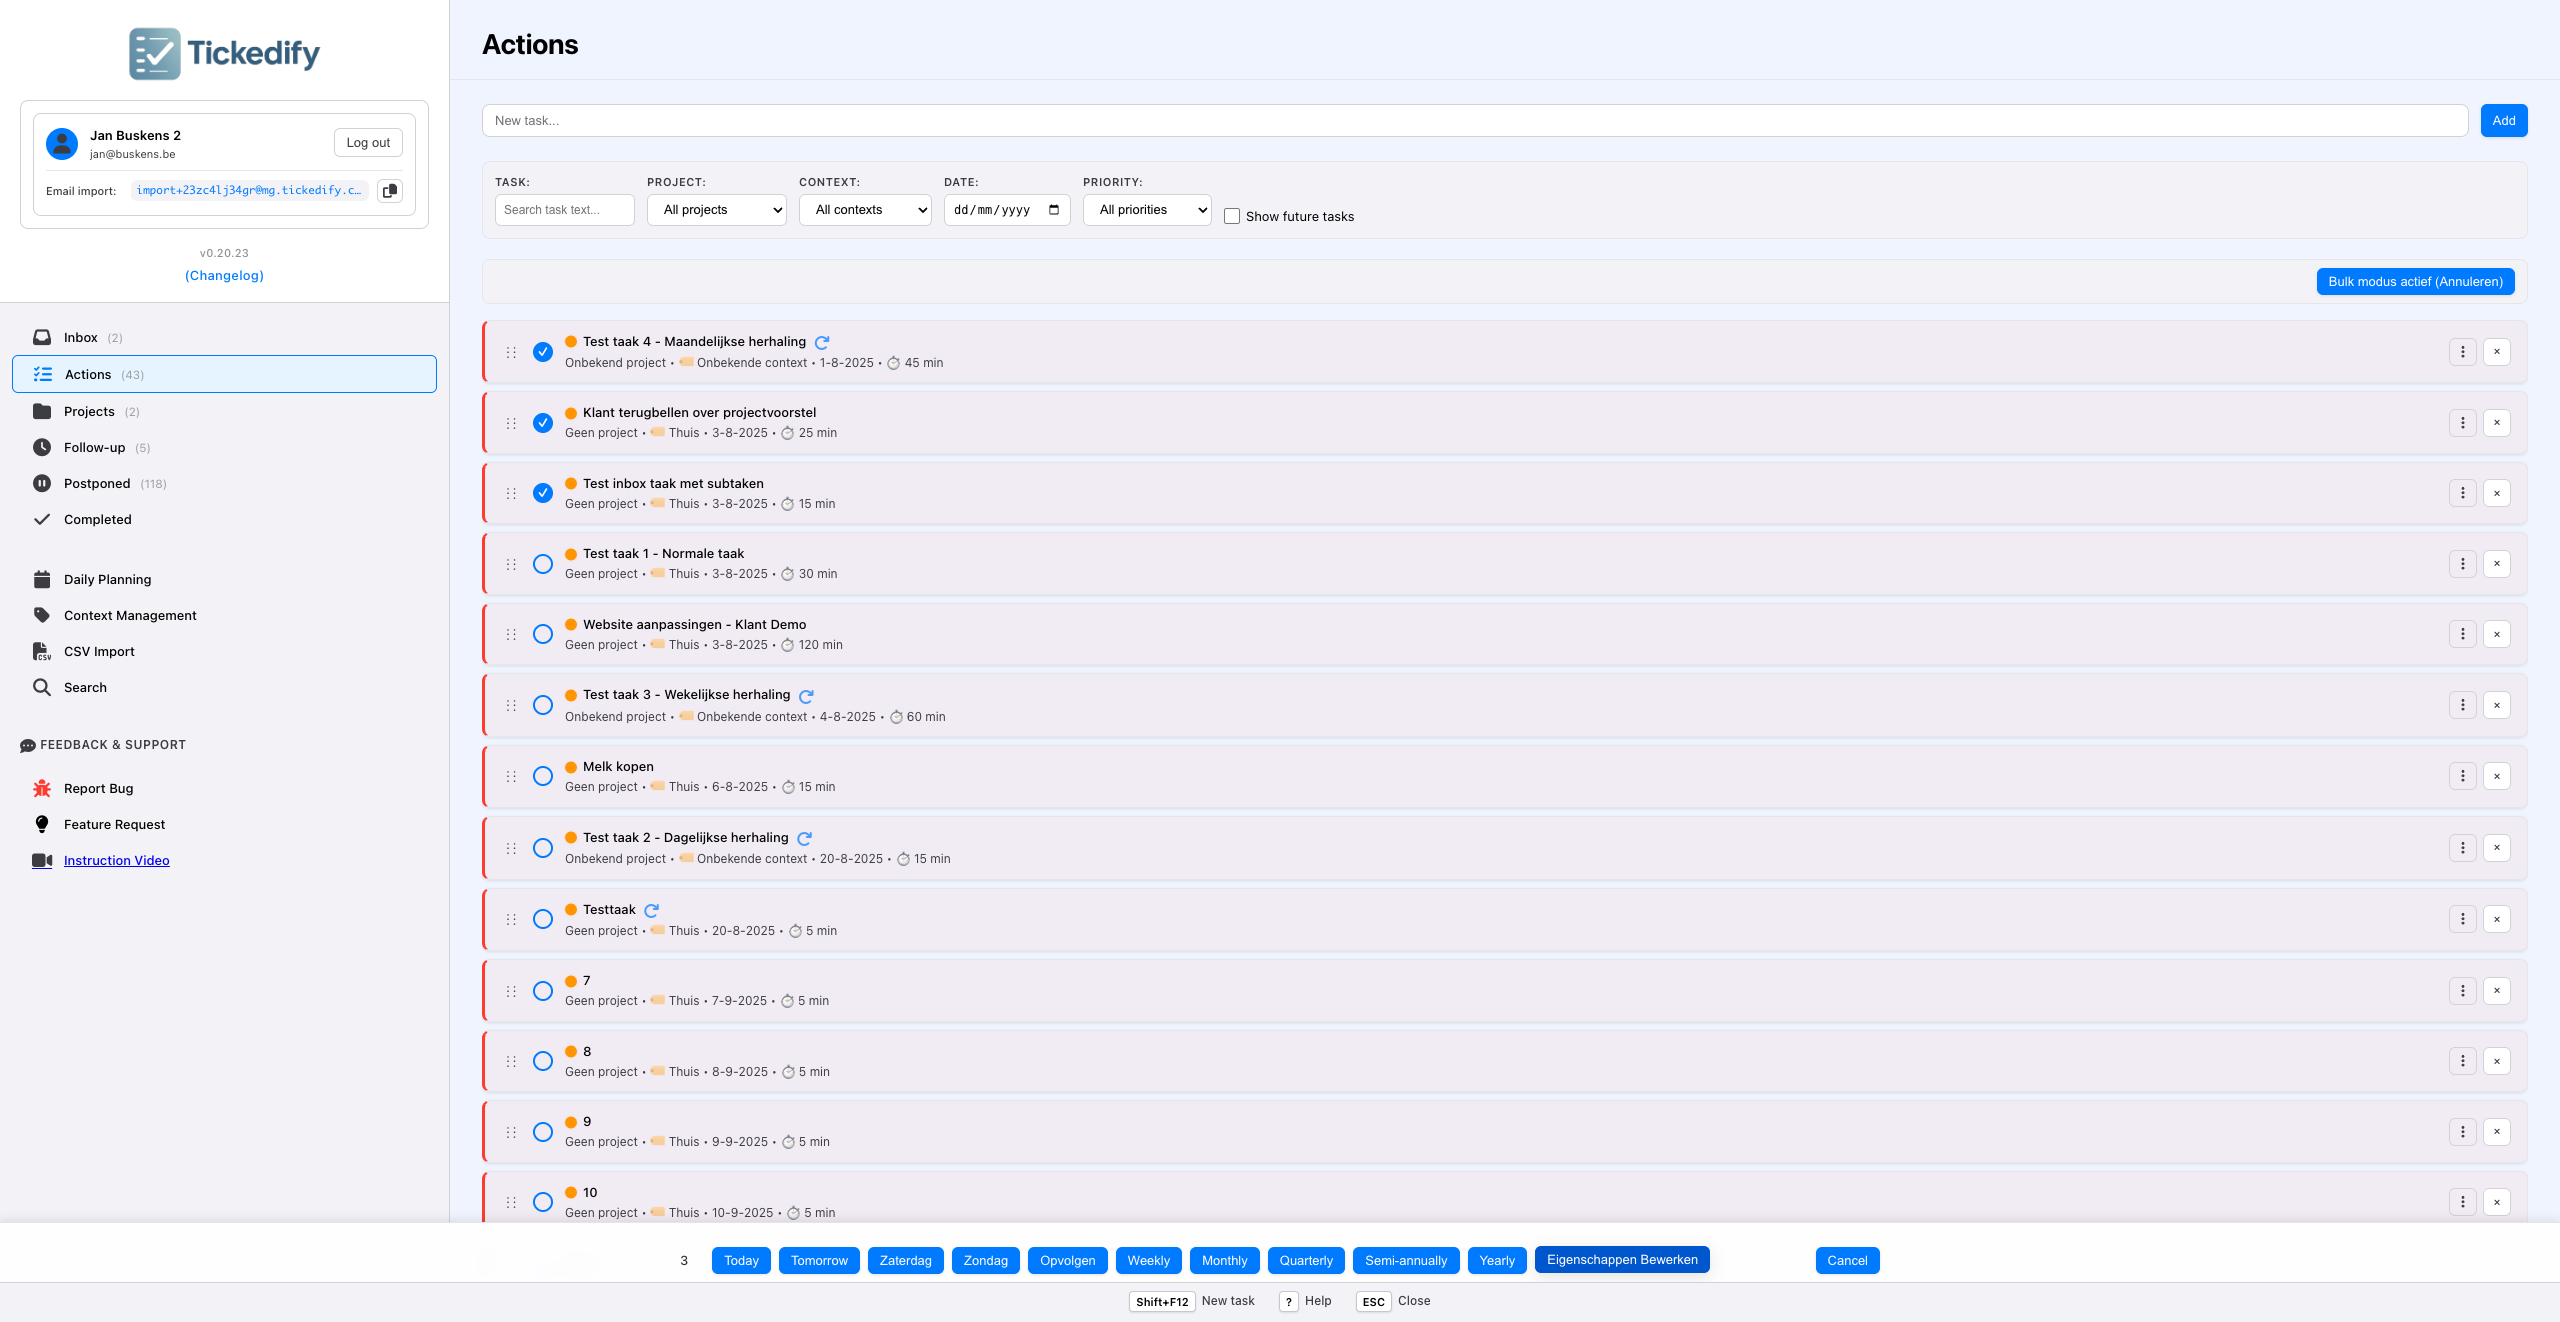 Tickedify
Jan Buskens 2
jan@buskens.be
Log out
Email import: import+23zc4lj34gr@mg.tickedify.c...
v0.20.23
(Changelog)
Inbox (2)
Actions (43)
Projects (2)
Follow-up (5)
Postponed (118)
Completed
Daily Planning
Context Management
CSV Import
Search
FEEDBACK & SUPPORT
Report Bug
Feature Request
Instruction Video
Actions
New task...
Add
TASK: PROJECT: CONTEXT: DATE: PRIORITY:
Search task text... All projects All contexts dd/mm/yyyy All priorities Show future tasks
Bulk modus actief (Annuleren)
Test taak 4 - Maandelijkse herhaling
Onbekend project • Onbekende context • 1-8-2025 • 45 min
Klant terugbellen over projectvoorstel
Geen project • Thuis • 3-8-2025 • 25 min
Test inbox taak met subtaken
Geen project • Thuis • 3-8-2025 • 15 min
Test taak 1 - Normale taak
Geen project • Thuis • 3-8-2025 • 30 min
Website aanpassingen - Klant Demo
Geen project • Thuis • 3-8-2025 • 120 min
Test taak 3 - Wekelijkse herhaling
Onbekend project • Onbekende context • 4-8-2025 • 60 min
Melk kopen
Geen project • Thuis • 6-8-2025 • 15 min
Test taak 2 - Dagelijkse herhaling
Onbekend project • Onbekende context • 20-8-2025 • 15 min
Testtaak
Geen project • Thuis • 20-8-2025 • 5 min
7
Geen project • Thuis • 7-9-2025 • 5 min
8
Geen project • Thuis • 8-9-2025 • 5 min
9
Geen project • Thuis • 9-9-2025 • 5 min
10
Geen project • Thuis • 10-9-2025 • 5 min
3 Today Tomorrow Zaterdag Zondag Opvolgen Weekly Monthly Quarterly Semi-annually Yearly Eigenschappen Bewerken Cancel
Shift+F12 New task ? Help ESC Close